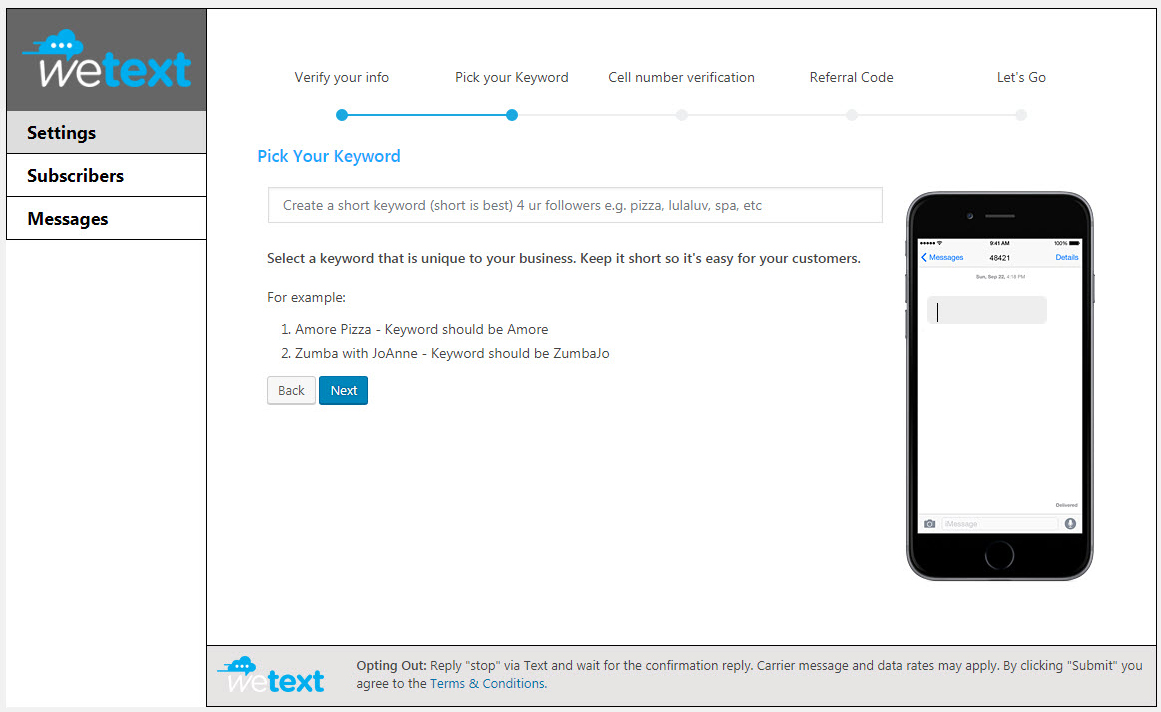 wetext
Settings
Subscribers
Messages
Verify your info
Pick your Keyword
Cell number verification
Referral Code
Let's Go
Pick Your Keyword
Create a short keyword (short is best) 4 ur followers e.g. pizza, lulaluv, spa, etc
Select a keyword that is unique to your business. Keep it short so it's easy for your customers.
For example:
1. Amore Pizza - Keyword should be Amore
2. Zumba with JoAnne - Keyword should be ZumbaJo
Back
Next
9:41 AM
100%
Messages
48421
Details
Sun, Sep 22, 4:18 PM
Delivered
iMessage
wetext
Opting Out: Reply "stop" via Text and wait for the confirmation reply. Carrier message and data rates may apply. By clicking "Submit" you
agree to the Terms & Conditions.